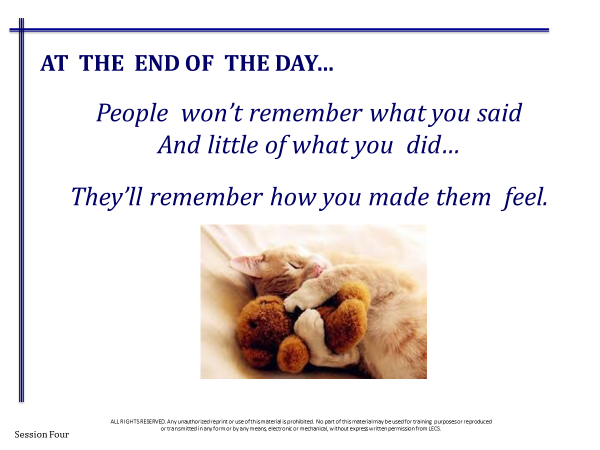 AT THE END OF THE DAY…
People won't remember what you said
And little of what you did…
They'll remember how you made them feel.
ALL RIGHTS RESERVED. Any unauthorized reprint or use of this material is prohibited. No part of this material may be used for training purposes or reproduced
or transmitted in any form or by any means, electronic or mechanical, without express written permission from LECS.
Session Four